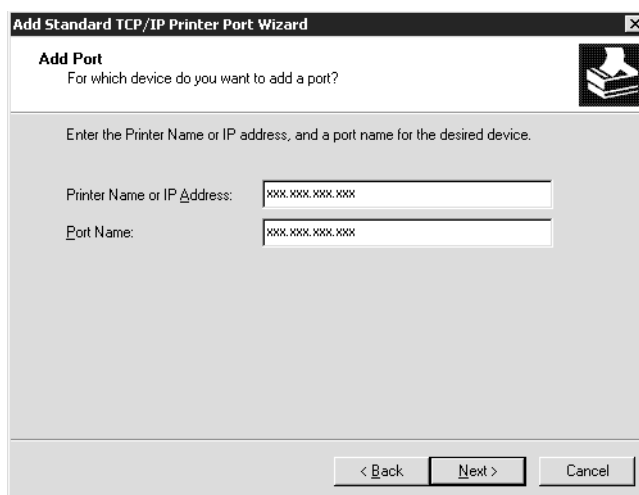 Add Standard TCP/IP Printer Port Wizard
Add Port
For which device do you want to add a port?
Enter the Printer Name or IP address, and a port name for the desired device.
Printer Name or IP Address: xxx.xxx.xxx.xxx
Port Name: xxx.xxx.xxx.xxx
< Back Next > Cancel